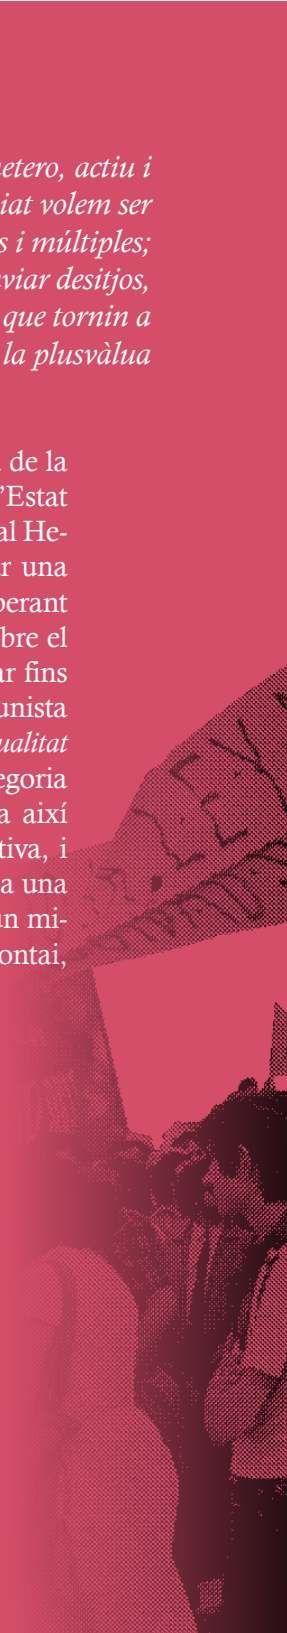 etero, actiu i
iat volem ser
s i múltiples;
viar desitjos,
que tornin a
la plusvàlua
de la
'Estat
al He-
r una
perant
bre el
ar fins
unista
ualitat
egoria
a així
tiva, i
a una
un mi-
ontai,
LEY